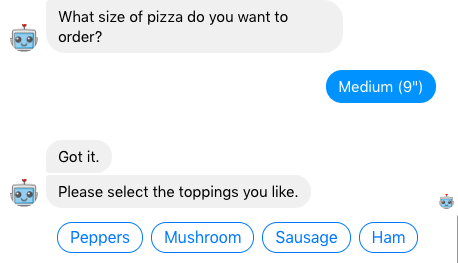 What size of pizza do you want to
order?
Medium (9")
Got it.
Please select the toppings you like.
Peppers Mushroom Sausage Ham